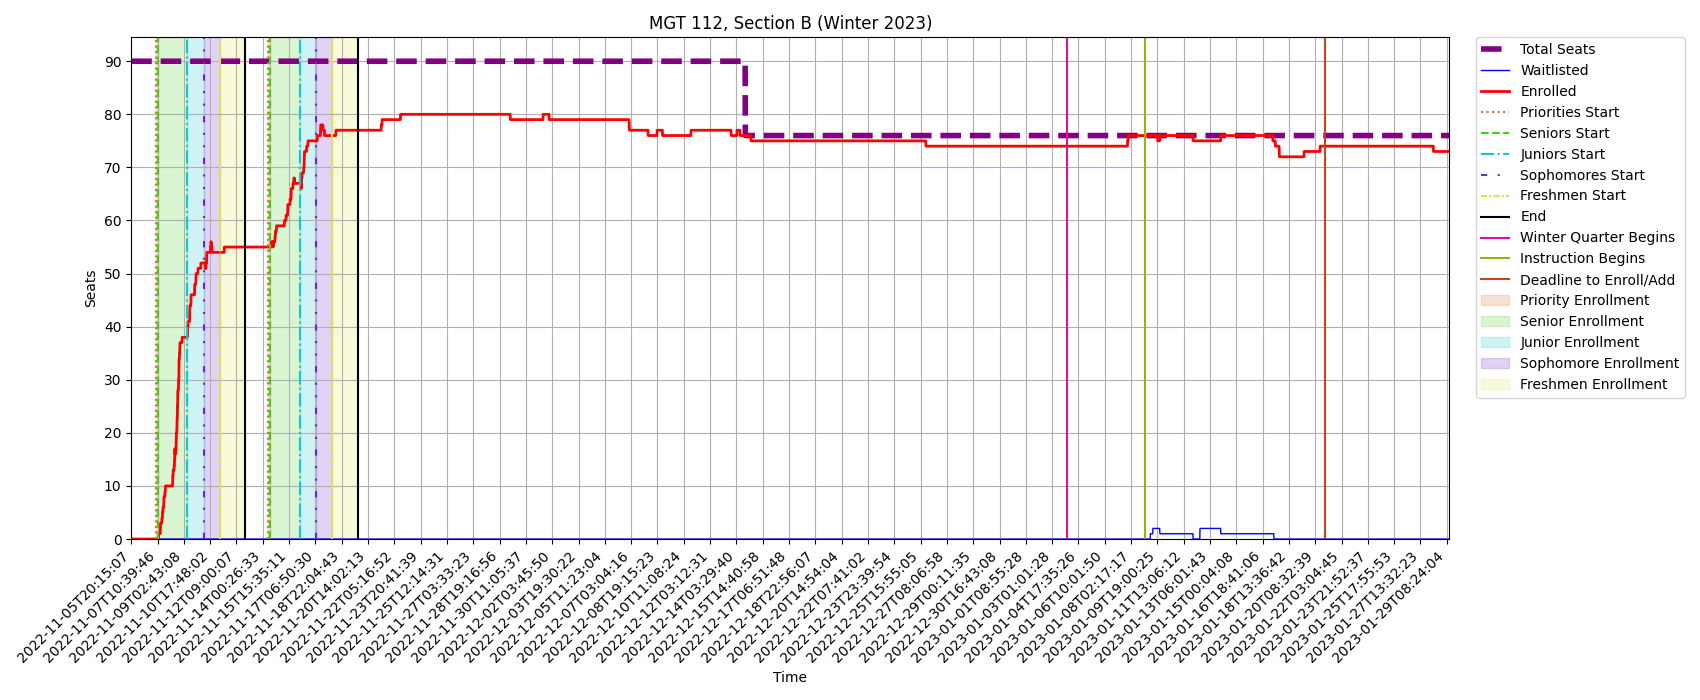 MGT 112, Section B (Winter 2023)
Seats
90
80
70
60
50
40
30
20
10
0
2022-11-05T20:15:07
2022-11-07T10:39:46
2022-11-09T02:43:08
2022-11-10T17:48:02
2022-11-12T09:00:07
2022-11-14T00:26:33
2022-11-15T15:35:11
2022-11-17T06:50:30
2022-11-18T22:04:43
2022-11-20T14:02:13
2022-11-22T05:16:52
2022-11-23T20:41:39
2022-11-25T12:14:31
2022-11-27T03:33:23
2022-11-28T19:16:56
2022-11-30T11:05:37
2022-12-02T03:45:50
2022-12-03T19:30:22
2022-12-05T11:23:04
2022-12-07T03:04:16
2022-12-08T19:15:23
2022-12-10T11:08:24
2022-12-12T03:12:31
2022-12-14T03:29:40
2022-12-15T14:40:58
2022-12-17T06:51:48
2022-12-18T22:56:07
2022-12-20T14:54:04
2022-12-22T07:41:02
2022-12-23T23:39:54
2022-12-25T15:55:05
2022-12-27T08:06:58
2022-12-29T00:11:35
2022-12-30T16:43:08
2023-01-01T08:55:28
2023-01-03T01:01:28
2023-01-04T17:35:26
2023-01-06T10:01:50
2023-01-08T02:17:17
2023-01-09T19:00:25
2023-01-11T13:06:12
2023-01-13T06:01:43
2023-01-15T00:04:08
2023-01-16T18:41:06
2023-01-18T13:36:42
2023-01-20T08:32:39
2023-01-22T03:04:45
2023-01-23T21:52:37
2023-01-25T17:55:53
2023-01-27T13:32:23
2023-01-29T08:24:04
Time
Total Seats
Waitlisted
Enrolled
Priorities Start
Seniors Start
Juniors Start
Sophomores Start
Freshmen Start
End
Winter Quarter Begins
Instruction Begins
Deadline to Enroll/Add
Priority Enrollment
Senior Enrollment
Junior Enrollment
Sophomore Enrollment
Freshmen Enrollment